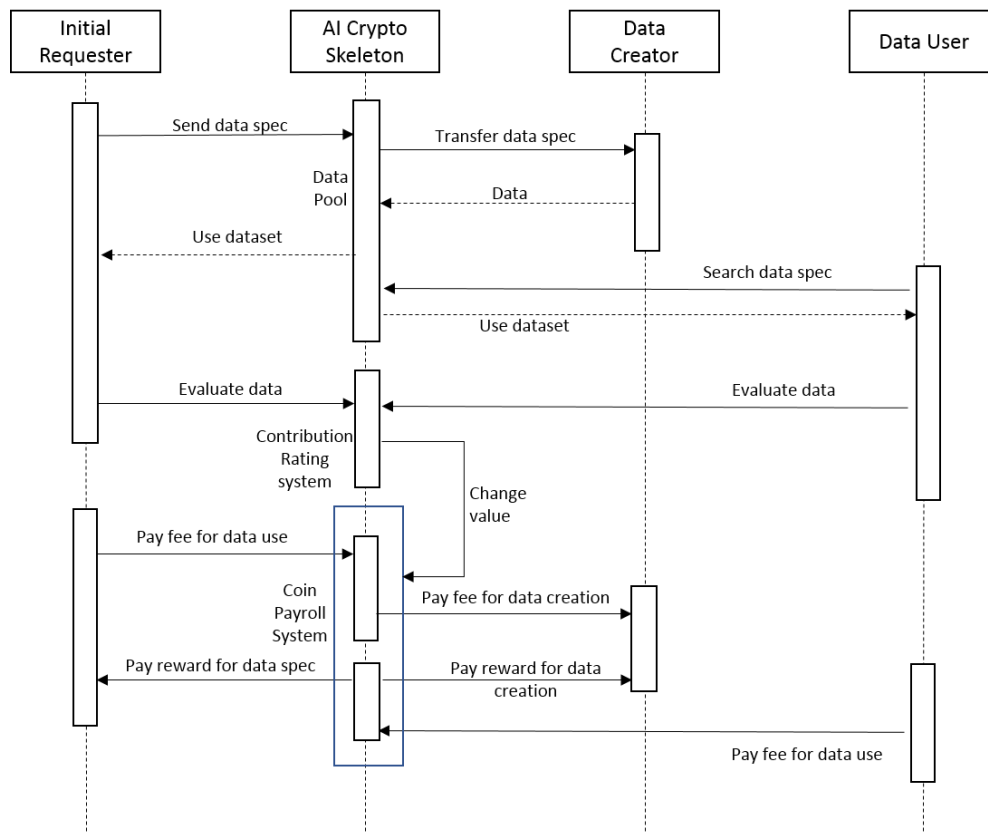 Initial
Requester
AI Crypto
Skeleton
Data
Creator
Data User
Send data spec
Transfer data spec
Data
Pool
Data
Use dataset
Search data spec
Use dataset
Evaluate data
Evaluate data
Contribution
Rating
system
Change
value
Pay fee for data use
Coin
Payroll
System
Pay fee for data creation
Pay reward for data spec
Pay reward for data
creation
Pay fee for data use